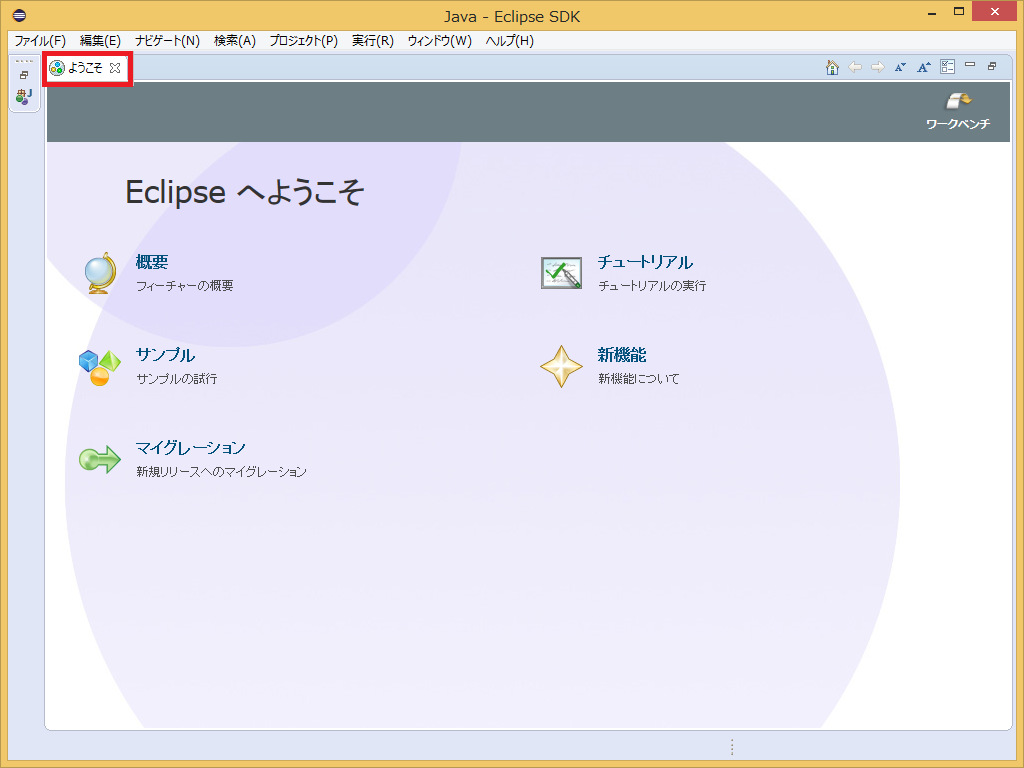 Java - Eclipse SDK
ファイル(F) 編集(E) ナビゲート(N) 検索(A) プロジェクト(P) 実行(R) ウィンドウ(W) ヘルプ(H)
ようこそ
ワークベンチ
Eclipse へようこそ
概要
フィーチャーの概要
チュートリアル
チュートリアルの実行
サンプル
サンプルの試行
新機能
新機能について
マイグレーション
新規リリースへのマイグレーション